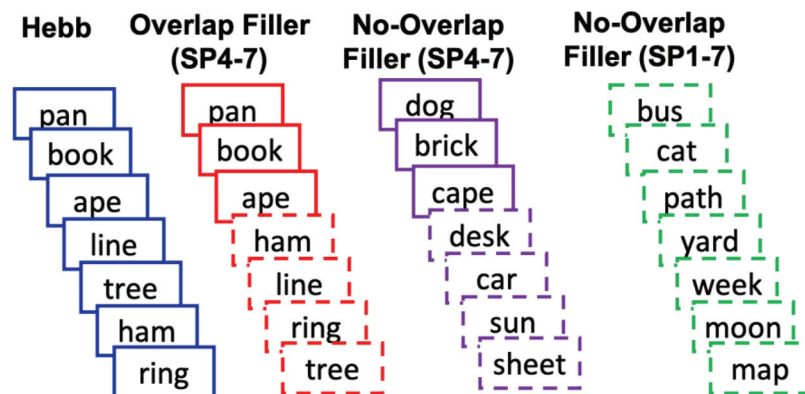 Hebb
pan
book
ape
line
tree
ham
ring
Overlap Filler
(SP4-7)
pan
book
ape
ham
line
ring
tree
No-Overlap
Filler (SP4-7)
dog
brick
cape
desk
car
sun
sheet
No-Overlap
Filler (SP1-7)
bus
cat
path
yard
week
moon
map